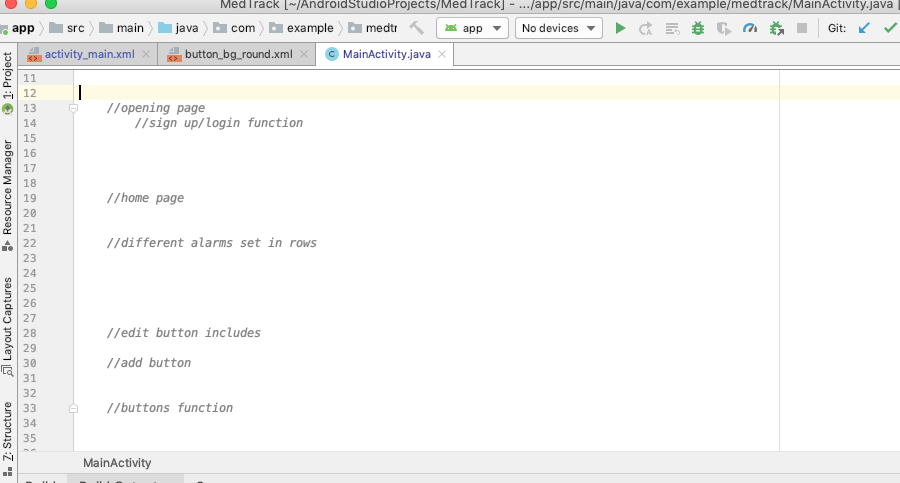 MedTrack [~/AndroidStudioProjects/MedTrack] - .../app/src/main/java/com/example/medtrack/MainActivity.java [
app src main java com example medtr app No devices Git:
activity_main.xml button_bg_round.xml MainActivity.java
1: Project
Resource Manager
Layout Captures
7: Structure
11
12
13 //opening page
14 //sign up/login function
15
16
17
18
19 //home page
20
21
22 //different alarms set in rows
23
24
25
26
27
28 //edit button includes
29
30 //add button
31
32
33 //buttons function
34
35
MainActivity